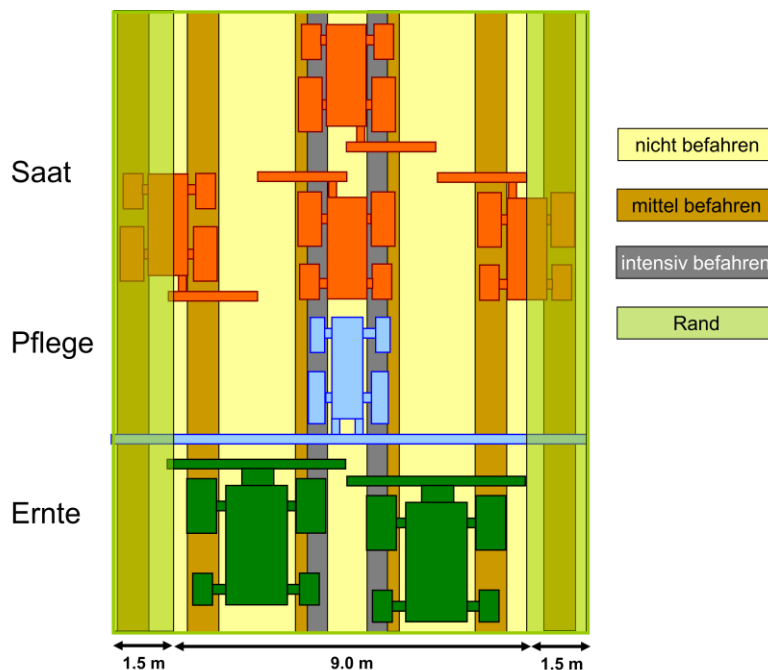 Saat
Pflege
Ernte
nicht befahren
mittel befahren
intensiv befahren
Rand
1.5 m
9.0 m
1.5 m